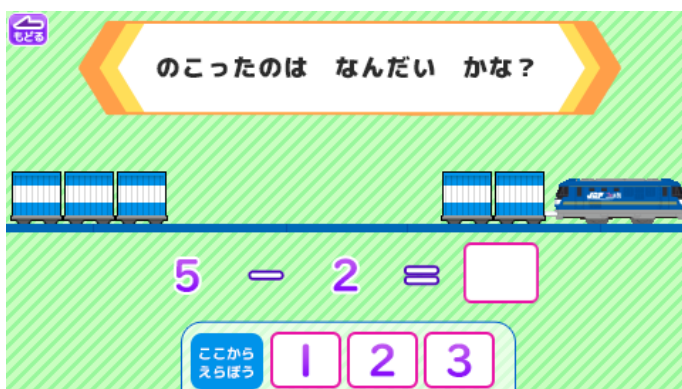 もどる
のこったのは なんだい かな？
5 - 2 =
ここから
えらぼう
1 2 3